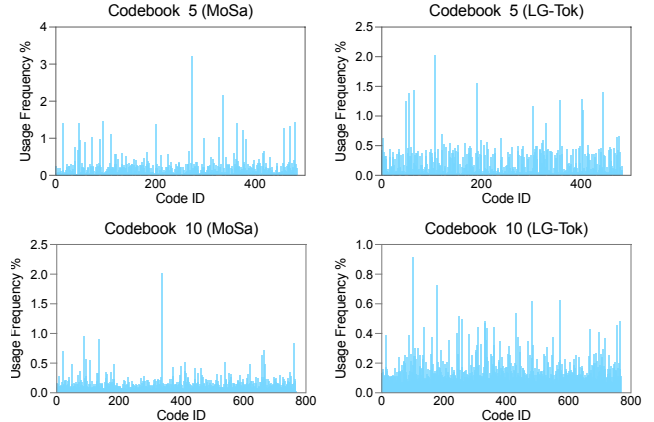 Codebook 5 (MoSa)
Usage Frequency %
4
3
2
1
0
0 200 400
Code ID
Codebook 5 (LG-Tok)
Usage Frequency %
2.5
2.0
1.5
1.0
0.5
0.0
0 200 400
Code ID
Codebook 10 (MoSa)
Usage Frequency %
2.5
2.0
1.5
1.0
0.5
0.0
0 200 400 600 800
Code ID
Codebook 10 (LG-Tok)
Usage Frequency %
1.0
0.8
0.6
0.4
0.2
0.0
0 200 400 600 800
Code ID